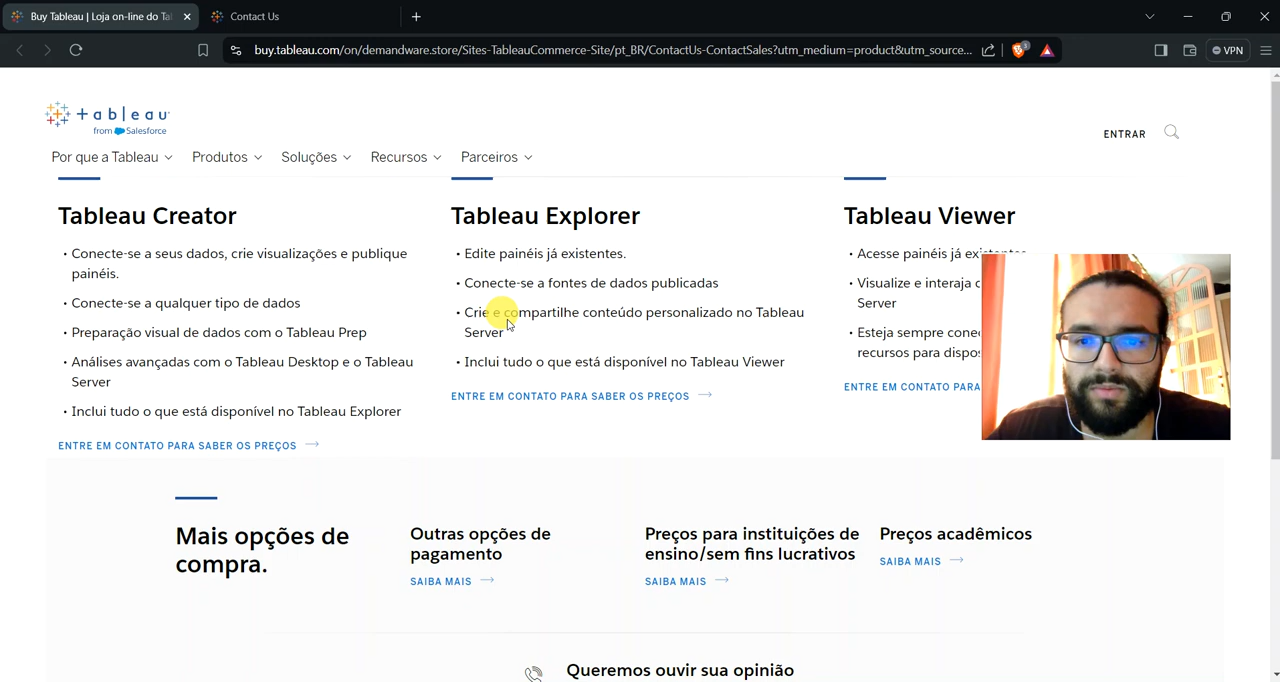 Buy Tableau | Loja on-line do Ta
Contact Us
buy.tableau.com/on/demandware.store/Sites-TableauCommerce-Site/pt_BR/ContactUs-ContactSales?utm_medium=product&utm_source...
3
VPN
+ableau
from Salesforce
ENTRAR
Por que a Tableau
Produtos
Soluções
Recursos
Parceiros
Tableau Creator
• Conecte-se a seus dados, crie visualizações e publique
painéis.
• Conecte-se a qualquer tipo de dados
• Preparação visual de dados com o Tableau Prep
• Análises avançadas com o Tableau Desktop e o Tableau
Server
• Inclui tudo o que está disponível no Tableau Explorer
ENTRE EM CONTATO PARA SABER OS PREÇOS →
Tableau Explorer
• Edite painéis já existentes.
• Conecte-se a fontes de dados publicadas
• Crie e compartilhe conteúdo personalizado no Tableau
Server
• Inclui tudo o que está disponível no Tableau Viewer
ENTRE EM CONTATO PARA SABER OS PREÇOS →
Tableau Viewer
• Acesse painéis já existentes
• Visualize e interaja
Server
• Esteja sempre
recursos para
ENTRE EM CONTATO PARA
Mais opções de
compra.
Outras opções de
pagamento
SAIBA MAIS →
Preços para instituições de
ensino/sem fins lucrativos
SAIBA MAIS →
Preços acadêmicos
SAIBA MAIS →
Queremos ouvir sua opinião